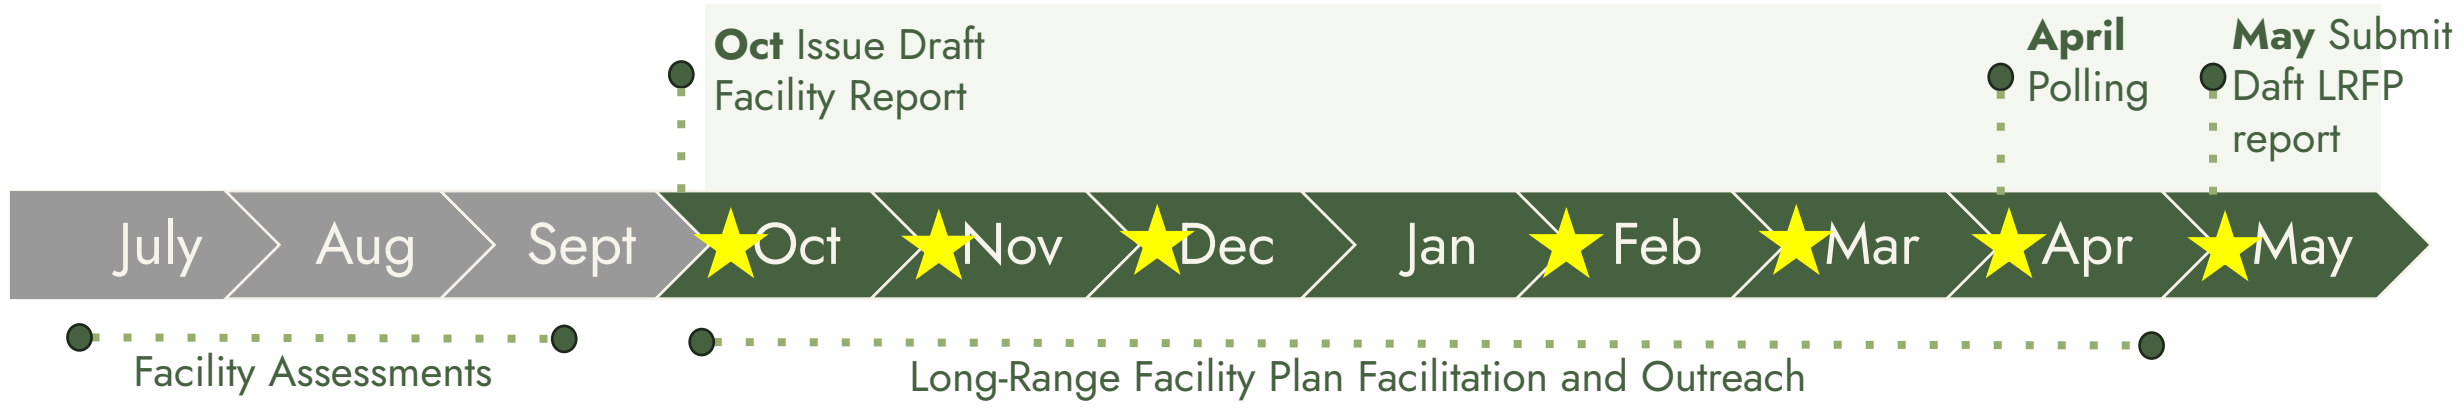 Oct Issue Draft
Facility Report
April
Polling
May Submit
Daft LRFP
report
July
Aug
Sept
Oct
Nov
Dec
Jan
Feb
Mar
Apr
May
Facility Assessments
Long-Range Facility Plan Facilitation and Outreach